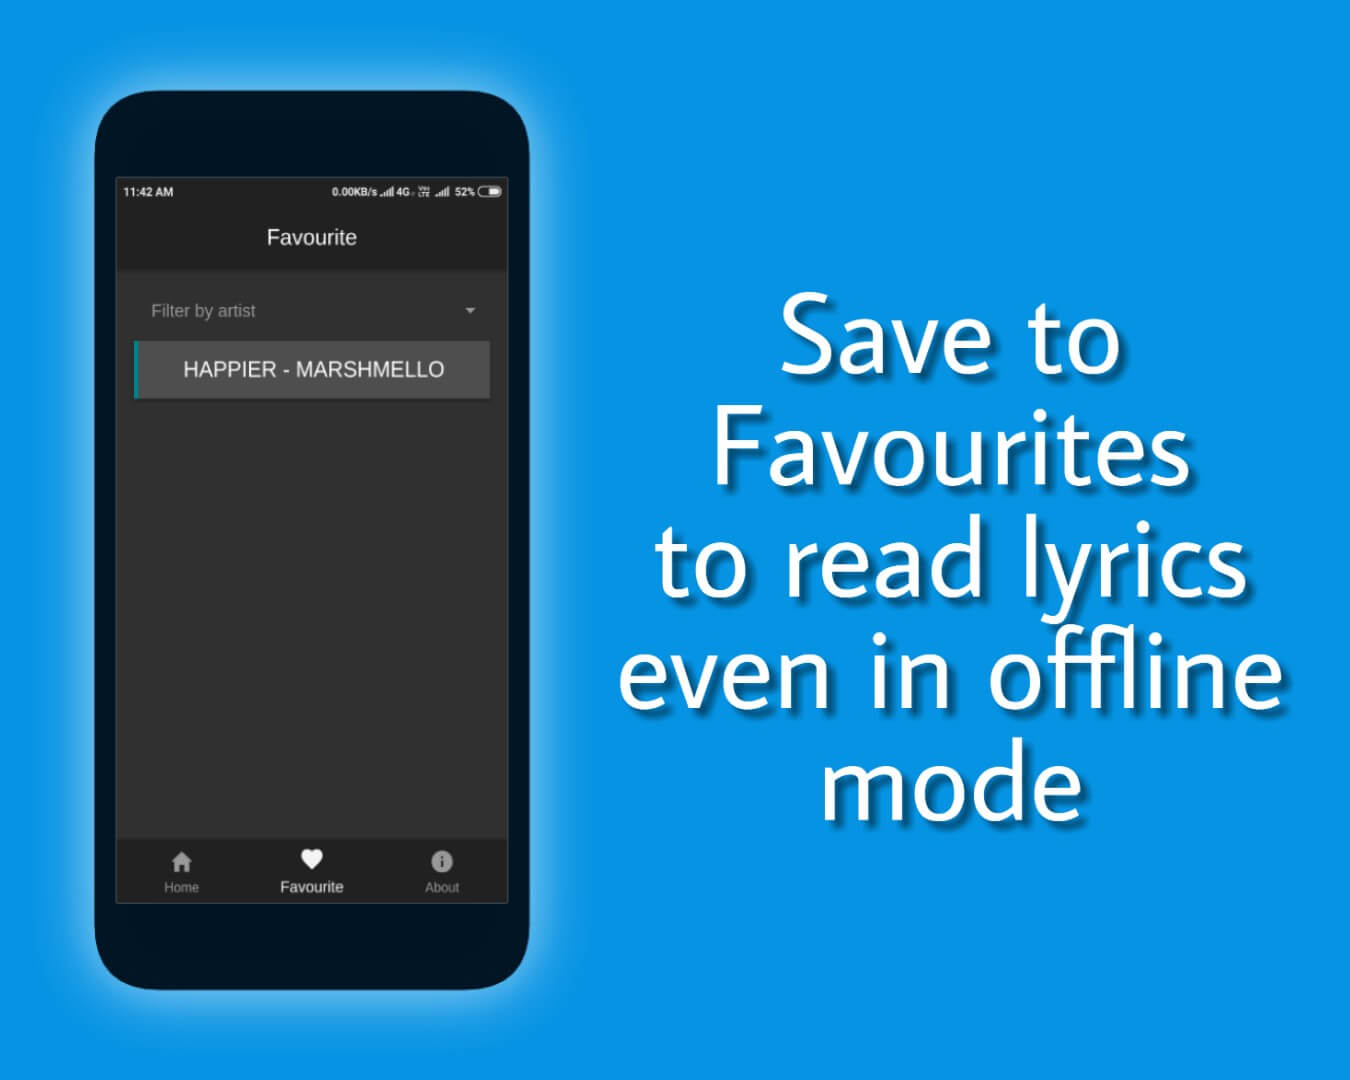 11:42 AM 0.00KB/s 4G VoLTE 52%
Favourite
Filter by artist
HAPPIER - MARSHMELLO
Home Favourite About
Save to
Favourites
to read lyrics
even in offline
mode